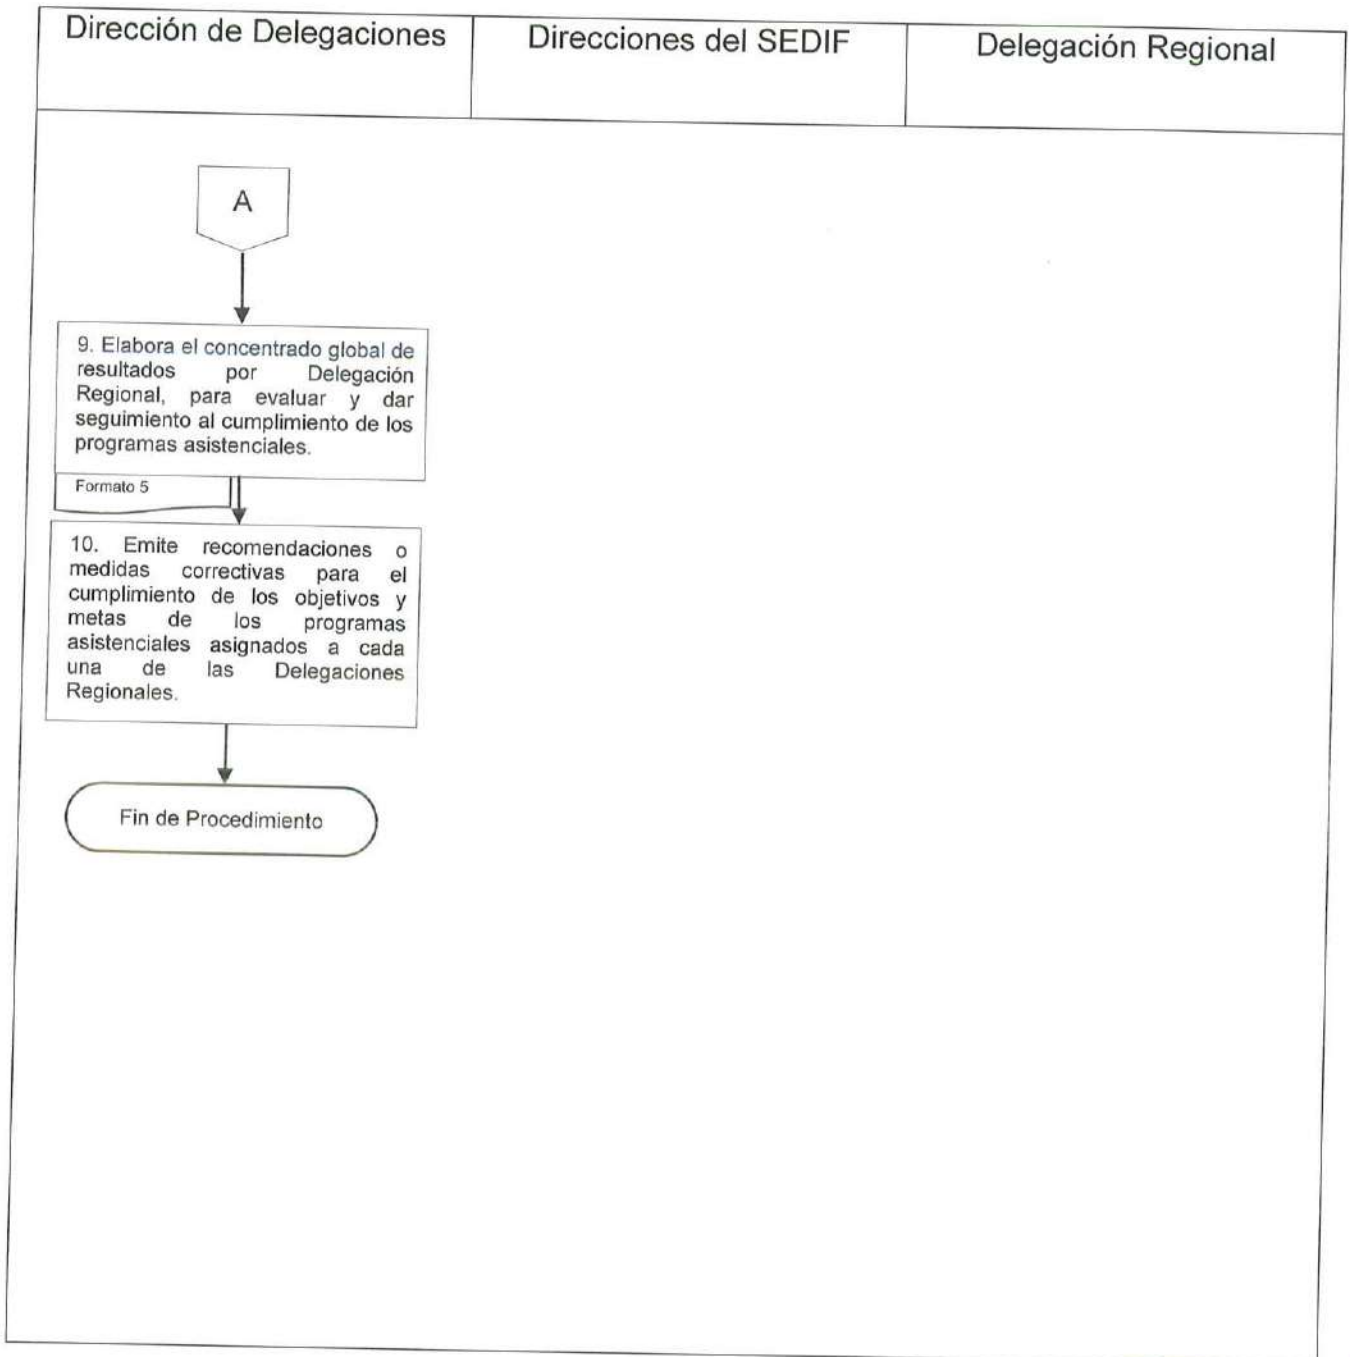 Dirección de Delegaciones
Direcciones del SEDIF
Delegación Regional
A
9. Elabora el concentrado global de
resultados por Delegación
Regional, para evaluar y dar
seguimiento al cumplimiento de los
programas asistenciales.
Formato 5
10. Emite recomendaciones o
medidas correctivas para el
cumplimiento de los objetivos y
metas de los programas
asistenciales asignados a cada
una de las Delegaciones
Regionales.
Fin de Procedimiento